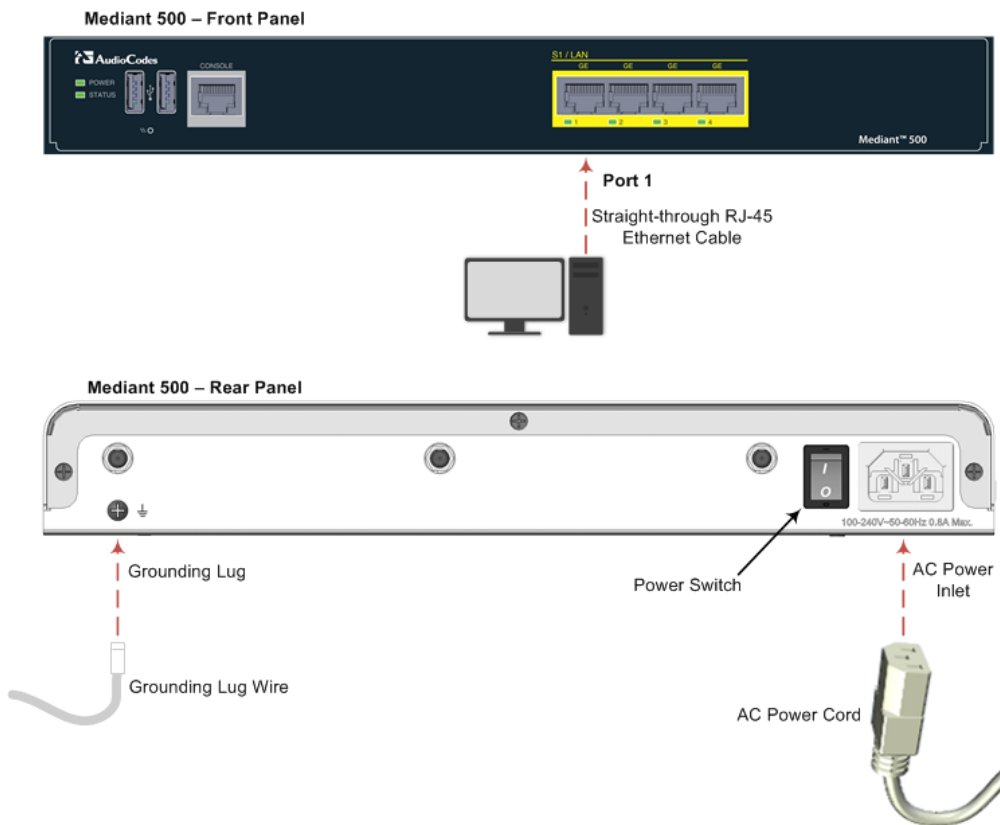 Mediant 500 – Front Panel
AudioCodes
POWER
STATUS
CONSOLE
S1 / LAN
GE GE GE GE
1 2 3 4
Mediant™ 500
Port 1
Straight-through RJ-45
Ethernet Cable
Mediant 500 – Rear Panel
I
O
100-240V~50-60Hz 0.8A Max.
Grounding Lug
Power Switch
AC Power
Inlet
Grounding Lug Wire
AC Power Cord